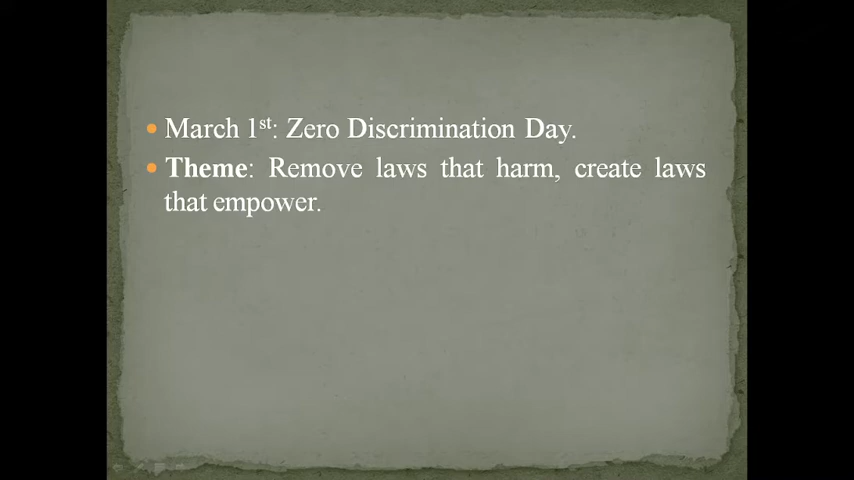 • March 1st: Zero Discrimination Day.
• Theme: Remove laws that harm, create laws
that empower.